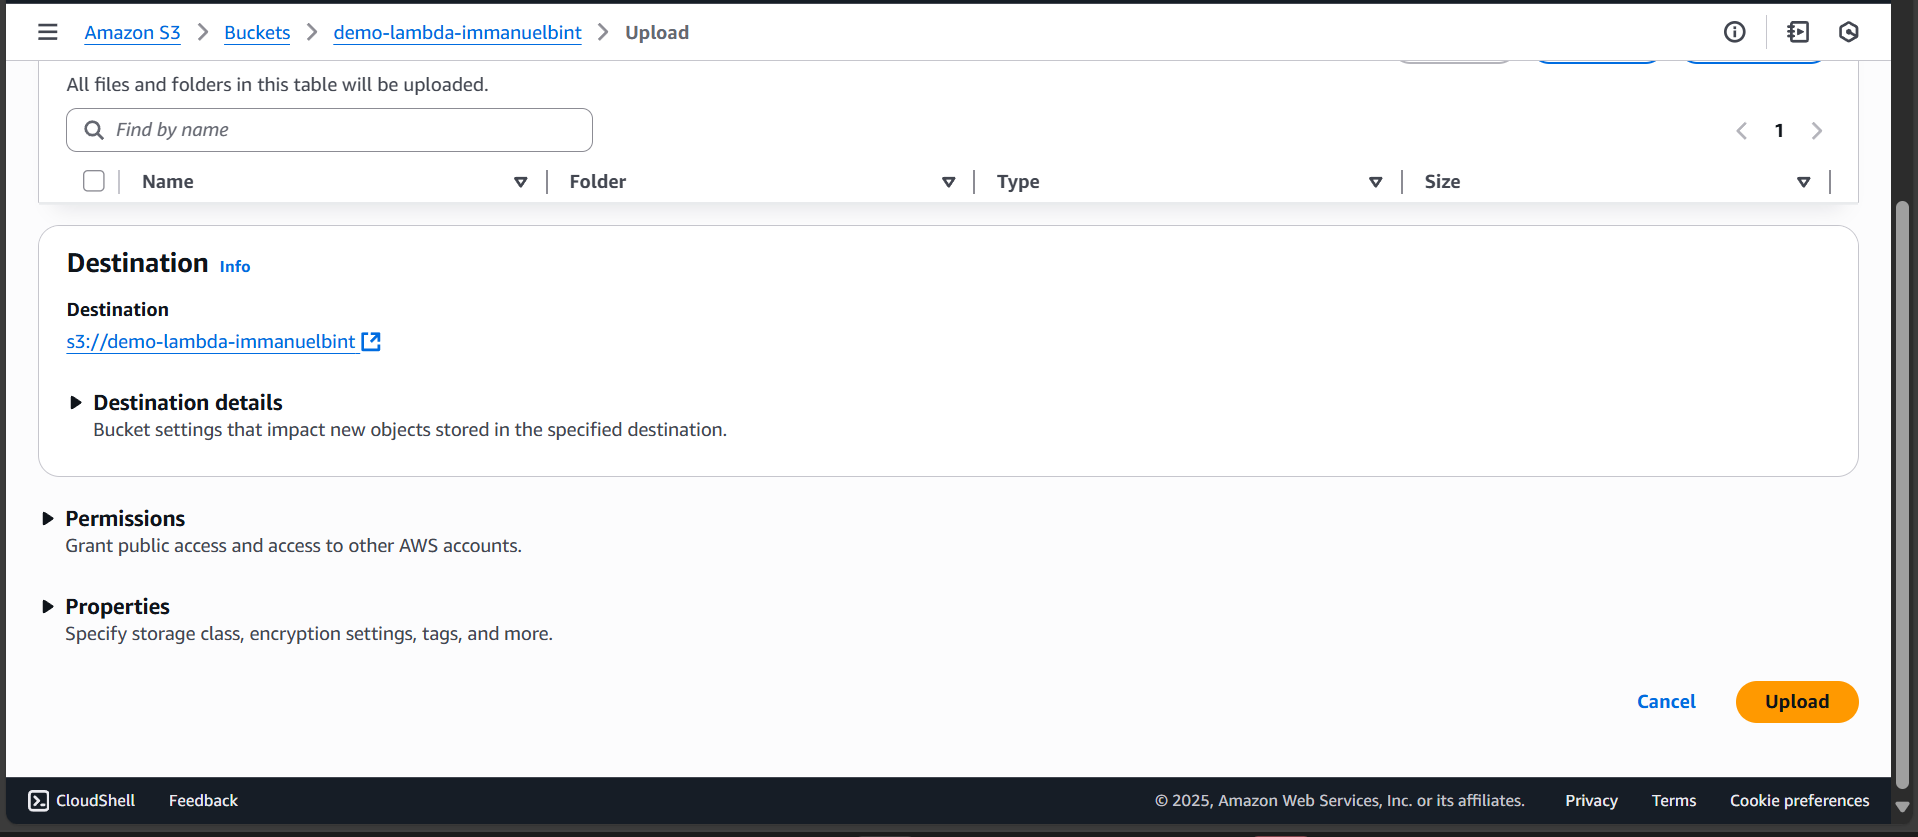 Amazon S3 > Buckets > demo-lambda-immanuelbint > Upload
All files and folders in this table will be uploaded.
Find by name
1
Name Folder Type Size
Destination Info
Destination
s3://demo-lambda-immanuelbint
Destination details
Bucket settings that impact new objects stored in the specified destination.
Permissions
Grant public access and access to other AWS accounts.
Properties
Specify storage class, encryption settings, tags, and more.
Cancel Upload
CloudShell Feedback © 2025, Amazon Web Services, Inc. or its affiliates. Privacy Terms Cookie preferences